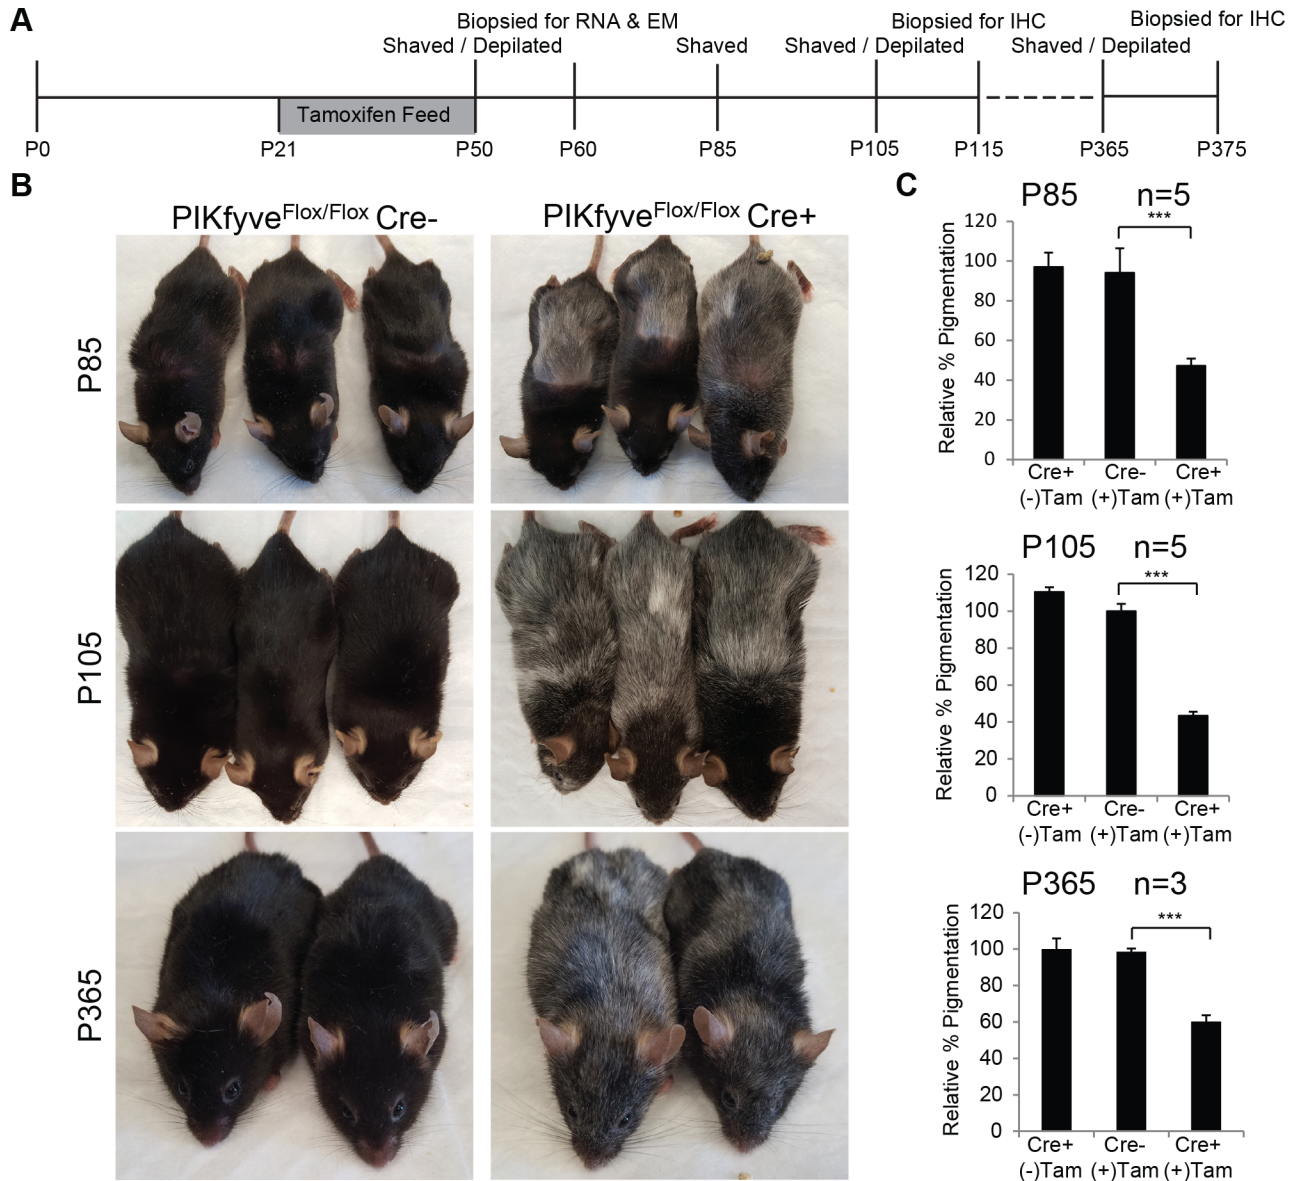 A
Biopsied for RNA & EM
Biopsied for IHC
Biopsied for IHC
Shaved / Depilated
Shaved
Shaved / Depilated
Shaved / Depilated
Tamoxifen Feed
P0
P21
P50
P60
P85
P105
P115
P365
P375
B
PIKfyveFlox/Flox Cre-
PIKfyveFlox/Flox Cre+
P85
P105
P365
C
P85 n=5
***
Relative % Pigmentation
120
100
80
60
40
20
0
Cre+ Cre- Cre+
(-)Tam (+)Tam (+)Tam
P105 n=5
***
Relative % Pigmentation
120
100
80
60
40
20
0
Cre+ Cre- Cre+
(-)Tam (+)Tam (+)Tam
P365 n=3
***
Relative % Pigmentation
120
100
80
60
40
20
0
Cre+ Cre- Cre+
(-)Tam (+)Tam (+)Tam